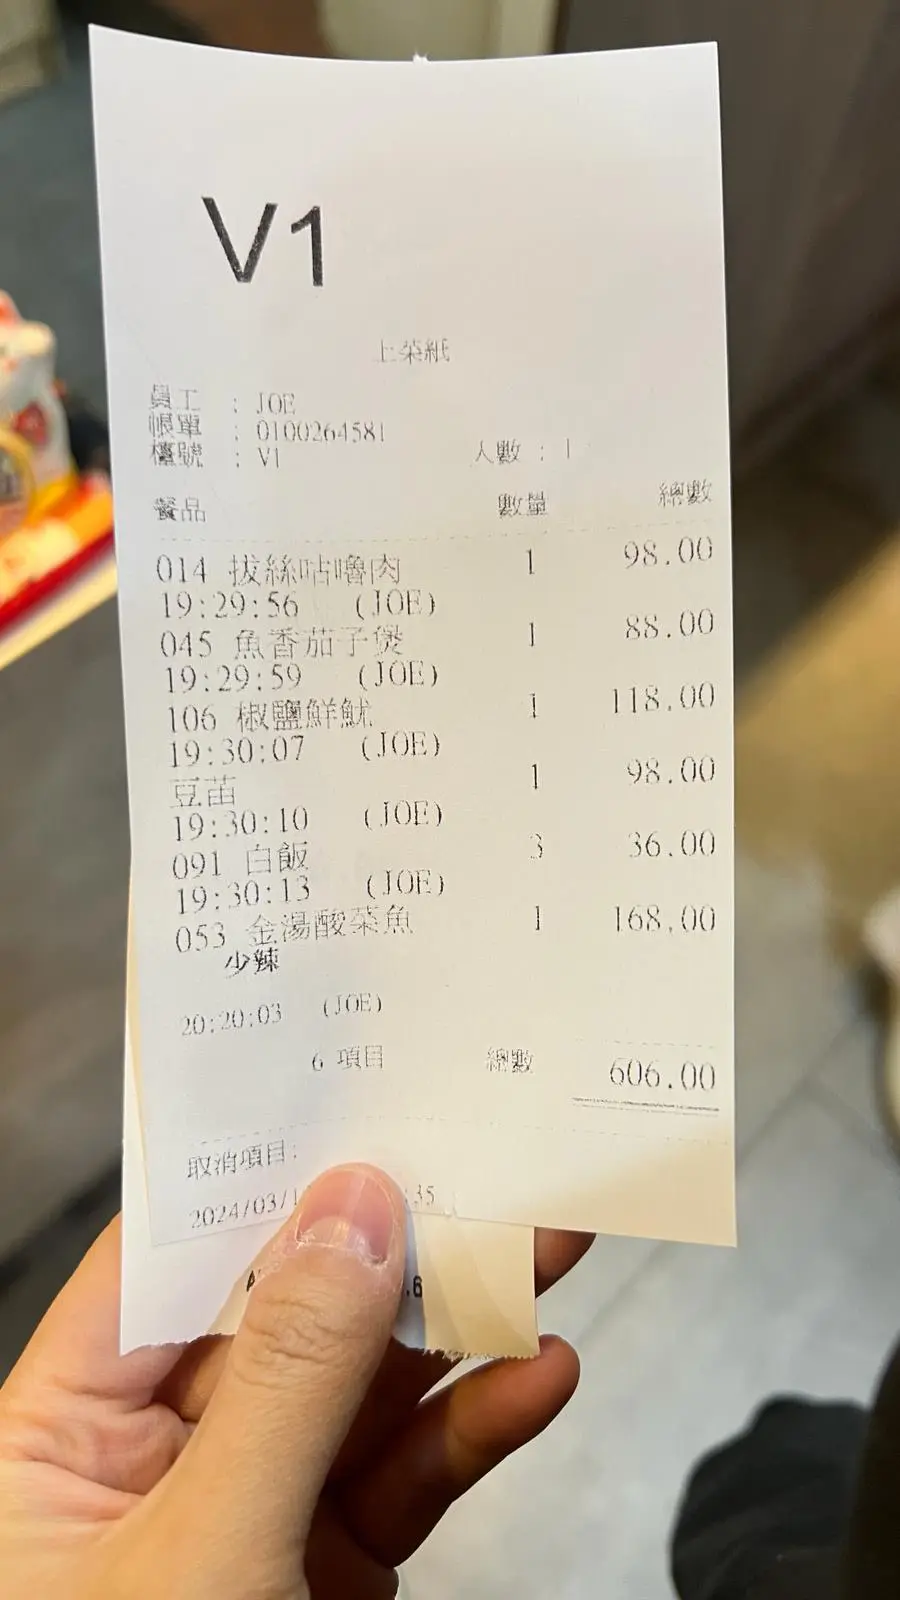 V1
上菜紙
員工 : JOE
帳單 : 0100264581
檯號 : V1 人數 : 1
餐品 數量 總數
014 拔絲咕嚕肉 1 98.00
19:29:56 (JOE)
045 魚香茄子煲 1 88.00
19:29:59 (JOE)
106 椒鹽鮮魷 1 118.00
19:30:07 (JOE)
豆苗 1 98.00
19:30:10 (JOE)
091 白飯 3 36.00
19:30:13 (JOE)
053 金湯酸菜魚 1 168.00
少辣
20:20:03 (JOE)
6 項目 總數 606.00
取消項目:
2024/03/1 :35